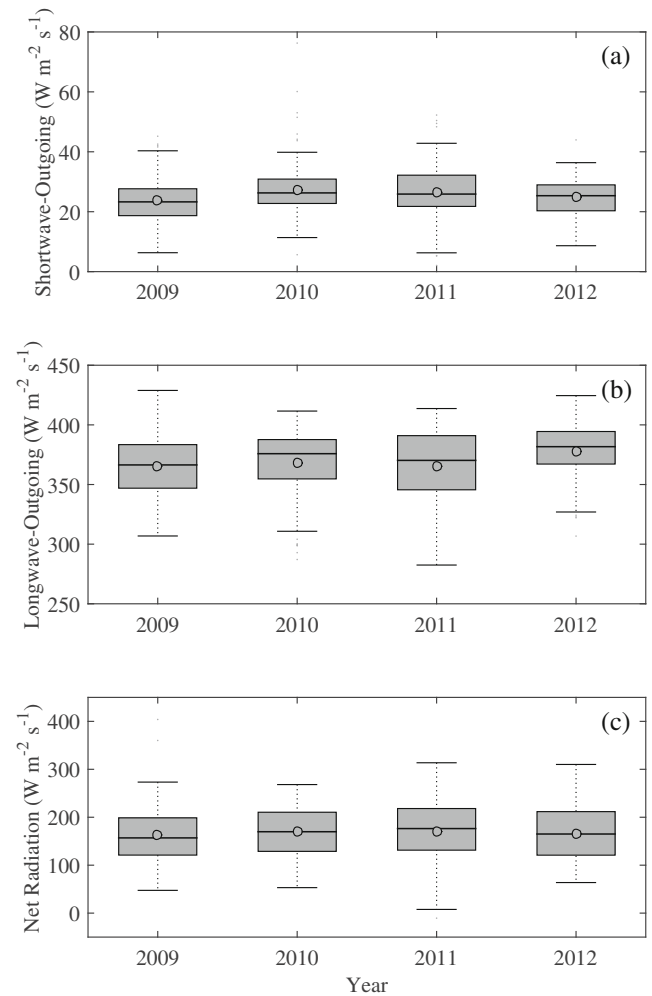 (a)
Shortwave-Outgoing (W m-2 s-1)
80
60
40
20
0
2009 2010 2011 2012
(b)
Longwave-Outgoing (W m-2 s-1)
450
400
350
300
250
2009 2010 2011 2012
(c)
Net Radiation (W m-2 s-1)
400
300
200
100
0
2009 2010 2011 2012
Year